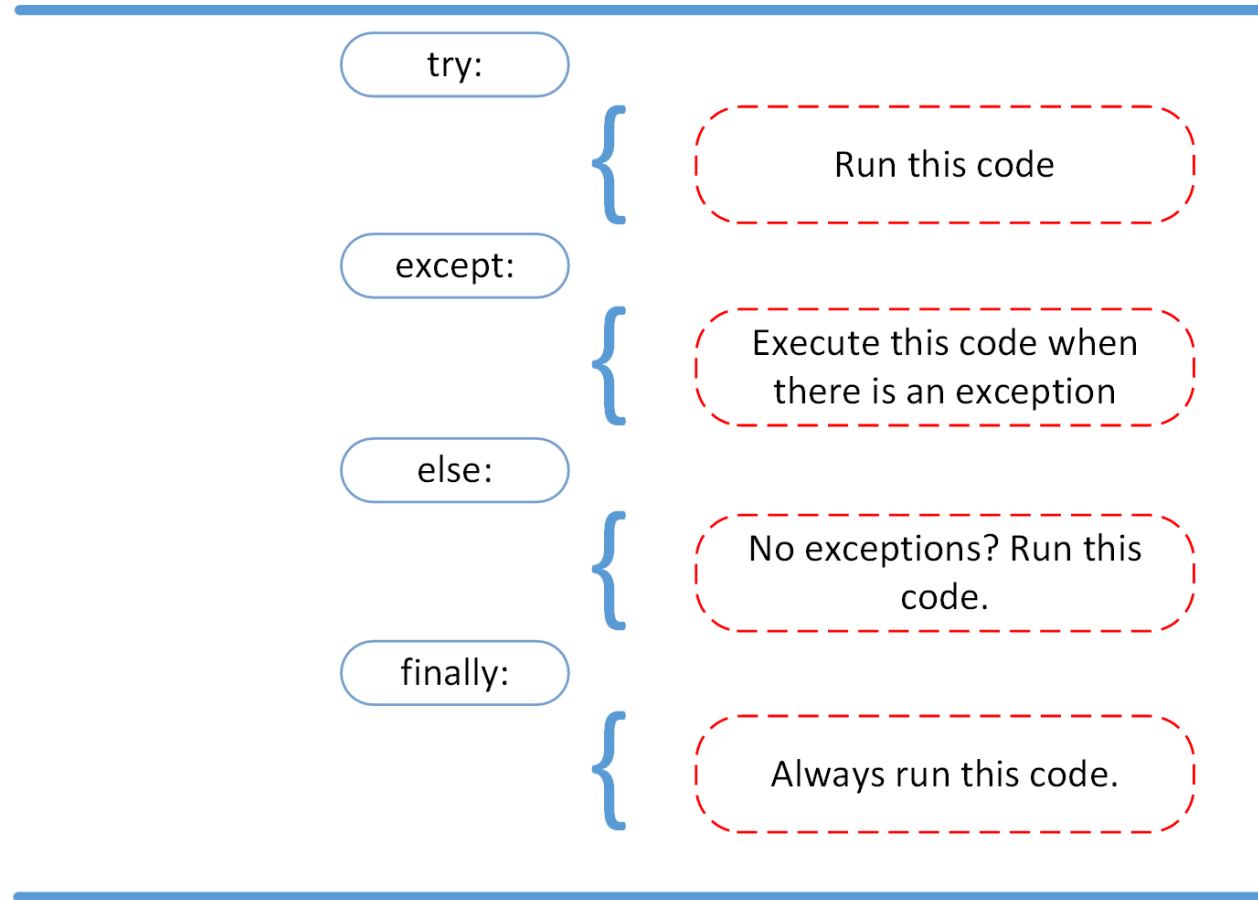 try:
Run this code
except:
Execute this code when
there is an exception
else:
No exceptions? Run this
code.
finally:
Always run this code.